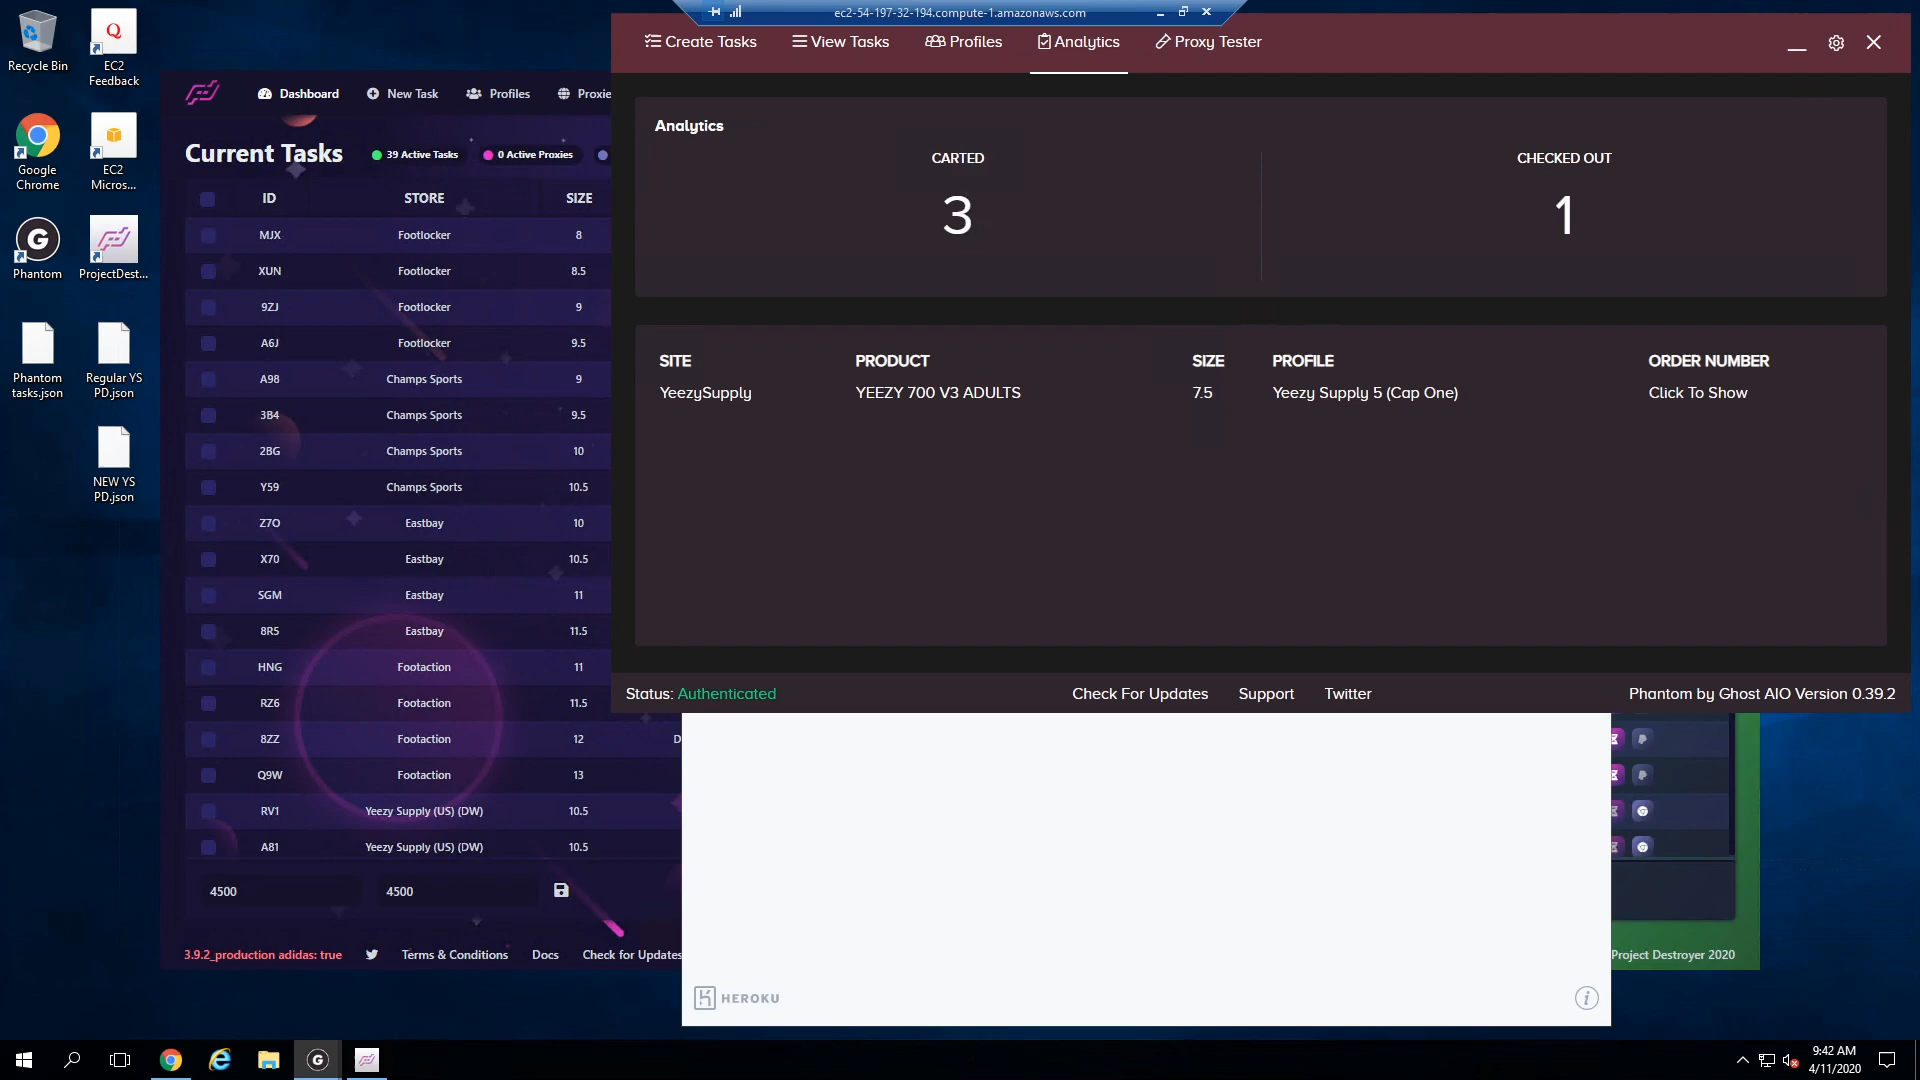 ec2-54-197-32-194.compute-1.amazonaws.com
Recycle Bin
EC2 Feedback
Google Chrome
EC2 Micros...
Phantom
ProjectDest...
Phantom tasks.json
Regular YS PD.json
NEW YS PD.json
Dashboard New Task Profiles Proxie
Current Tasks 39 Active Tasks 0 Active Proxies
ID STORE SIZE
MJX Footlocker 8
XUN Footlocker 8.5
9ZJ Footlocker 9
A6J Footlocker 9.5
A98 Champs Sports 9
3B4 Champs Sports 9.5
2BG Champs Sports 10
Y59 Champs Sports 10.5
Z7O Eastbay 10
X70 Eastbay 10.5
SGM Eastbay 11
8R5 Eastbay 11.5
HNG Footaction 11
RZ6 Footaction 11.5
8ZZ Footaction 12 D
Q9W Footaction 13
RV1 Yeezy Supply (US) (DW) 10.5
A81 Yeezy Supply (US) (DW) 10.5
4500 4500
3.9.2_production adidas: true Terms & Conditions Docs Check for Updates
Project Destroyer 2020
Create Tasks View Tasks Profiles Analytics Proxy Tester
Analytics
CARTED CHECKED OUT
3 1
SITE PRODUCT SIZE PROFILE ORDER NUMBER
YeezySupply YEEZY 700 V3 ADULTS 7.5 Yeezy Supply 5 (Cap One) Click To Show
Status: Authenticated Check For Updates Support Twitter Phantom by Ghost AIO Version 0.39.2
HEROKU
9:42 AM
4/11/2020